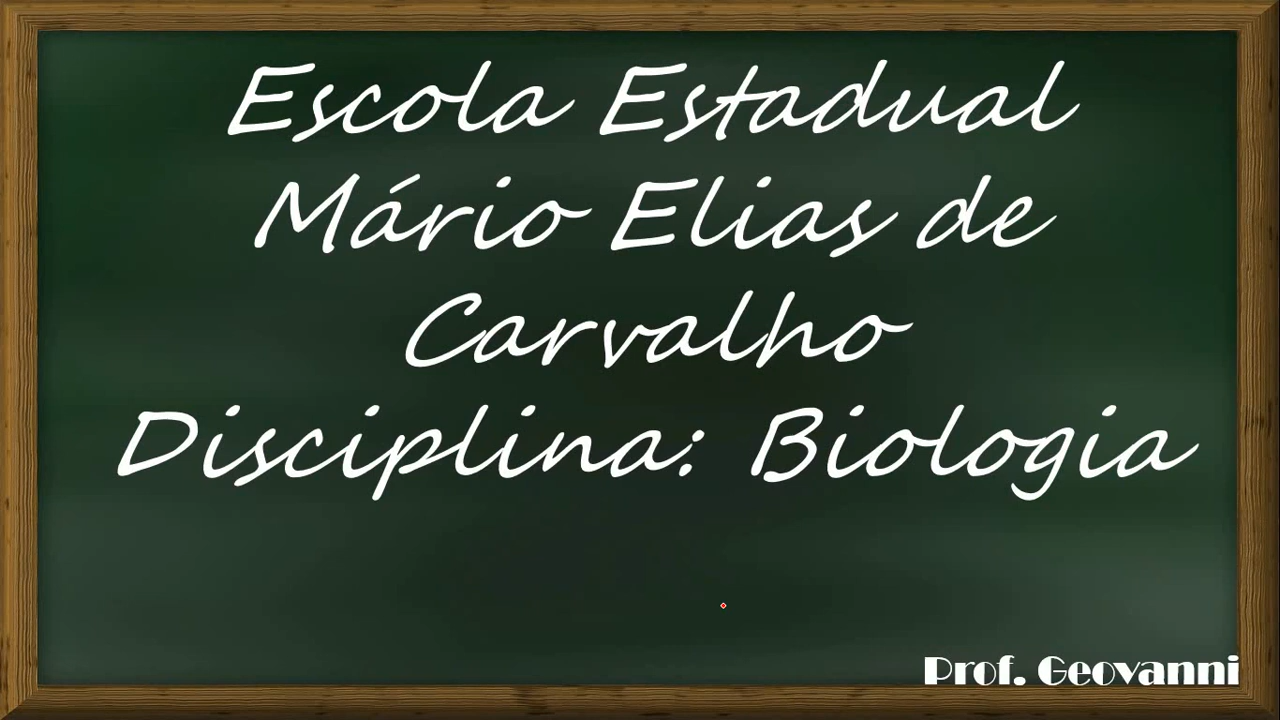 Escola Estadual
Mário Elias de
Carvalho
Disciplina: Biologia
Prof. Geovanni